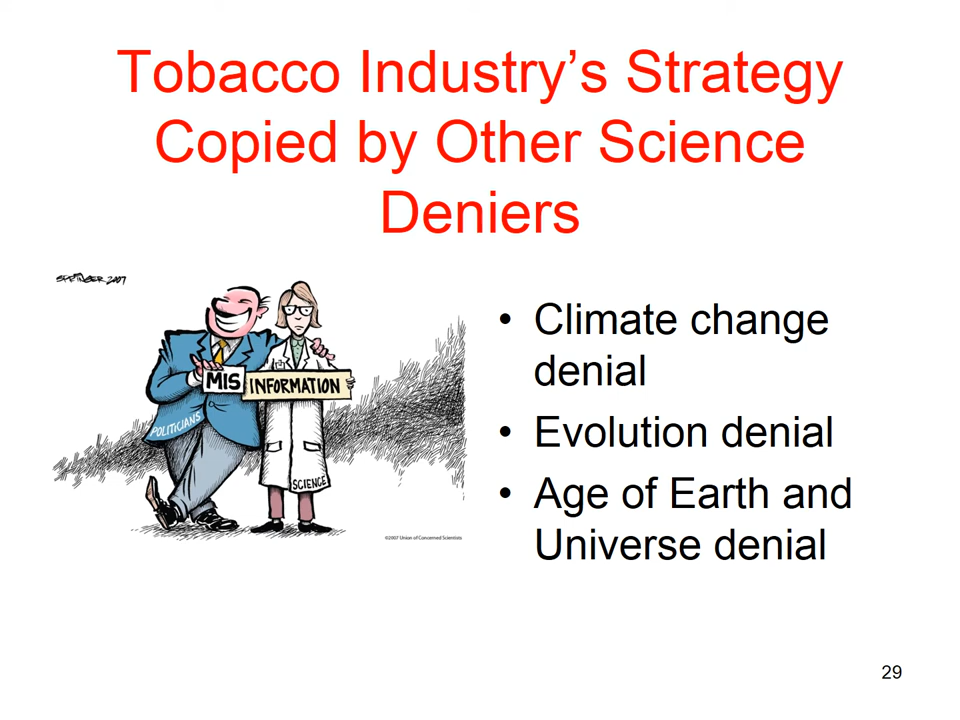 Tobacco Industry’s Strategy
Copied by Other Science
Deniers
SPRINGER 2007
MIS INFORMATION
POLITICIANS
SCIENCE
©2007 Union of Concerned Scientists
• Climate change
denial
• Evolution denial
• Age of Earth and
Universe denial
29